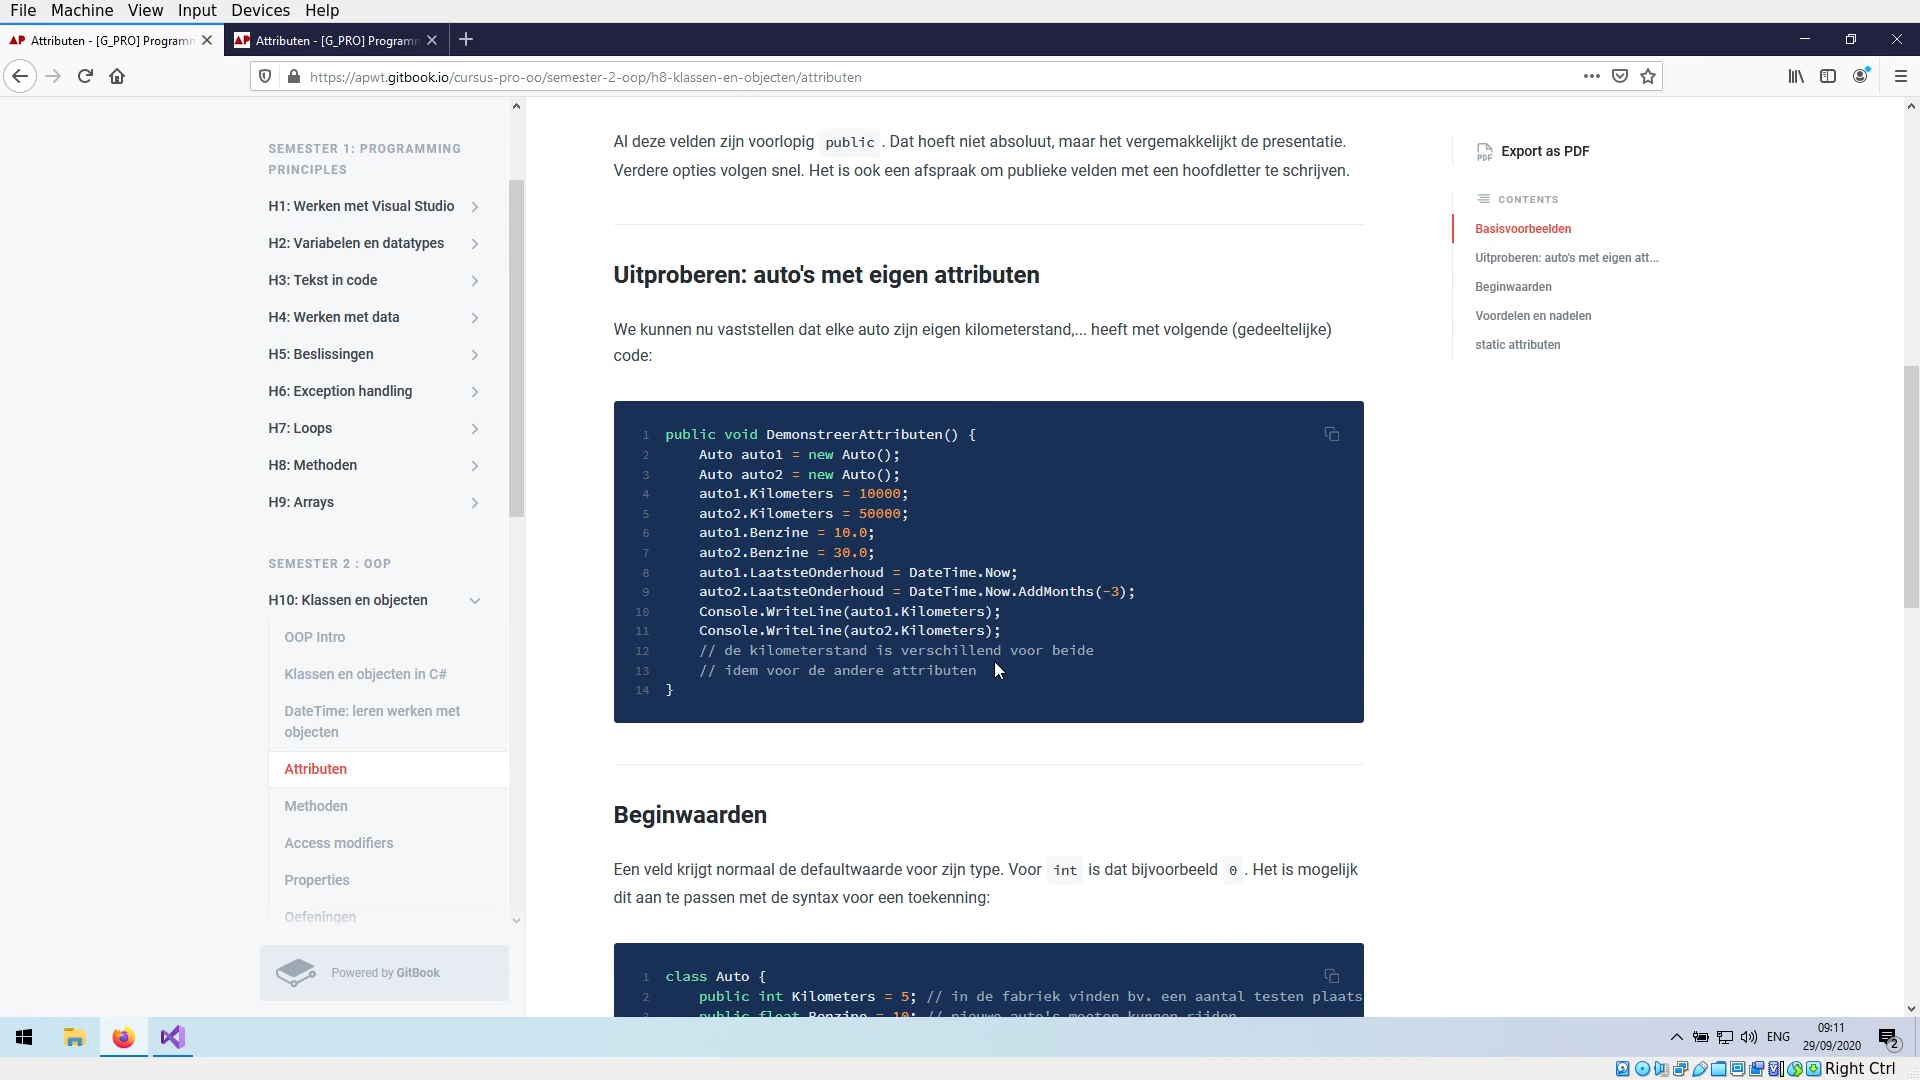 File Machine View Input Devices Help
Attributen - [G_PRO] Programm
Attributen - [G_PRO] Program
https://apwt.gitbook.io/cursus-pro-oo/semester-2-oop/h8-klassen-en-objecten/attributen
SEMESTER 1: PROGRAMMING
PRINCIPLES
H1: Werken met Visual Studio
H2: Variabelen en datatypes
H3: Tekst in code
H4: Werken met data
H5: Beslissingen
H6: Exception handling
H7: Loops
H8: Methoden
H9: Arrays
SEMESTER 2 : OOP
H10: Klassen en objecten
OOP Intro
Klassen en objecten in C#
DateTime: leren werken met
objecten
Attributen
Methoden
Access modifiers
Properties
Oefeningen
Powered by GitBook
Al deze velden zijn voorlopig public . Dat hoeft niet absoluut, maar het vergemakkelijkt de presentatie.
Verdere opties volgen snel. Het is ook een afspraak om publieke velden met een hoofdletter te schrijven.
Uitproberen: auto's met eigen attributen
We kunnen nu vaststellen dat elke auto zijn eigen kilometerstand,... heeft met volgende (gedeeltelijke)
code:
1 public void DemonstreerAttributen() {
2 Auto auto1 = new Auto();
3 Auto auto2 = new Auto();
4 auto1.Kilometers = 10000;
5 auto2.Kilometers = 50000;
6 auto1.Benzine = 10.0;
7 auto2.Benzine = 30.0;
8 auto1.LaatsteOnderhoud = DateTime.Now;
9 auto2.LaatsteOnderhoud = DateTime.Now.AddMonths(-3);
10 Console.WriteLine(auto1.Kilometers);
11 Console.WriteLine(auto2.Kilometers);
12 // de kilometerstand is verschillend voor beide
13 // idem voor de andere attributen
14 }
Beginwaarden
Een veld krijgt normaal de defaultwaarde voor zijn type. Voor int is dat bijvoorbeeld 0 . Het is mogelijk
dit aan te passen met de syntax voor een toekenning:
1 class Auto {
2 public int Kilometers = 5; // in de fabriek vinden bv. een aantal testen plaats
3 public float Benzine = 10; // nieuwe auto's moeten kunnen rijden
PDF Export as PDF
CONTENTS
Basisvoorbeelden
Uitproberen: auto's met eigen att...
Beginwaarden
Voordelen en nadelen
static attributen
ENG
09:11
29/09/2020
2
Right Ctrl